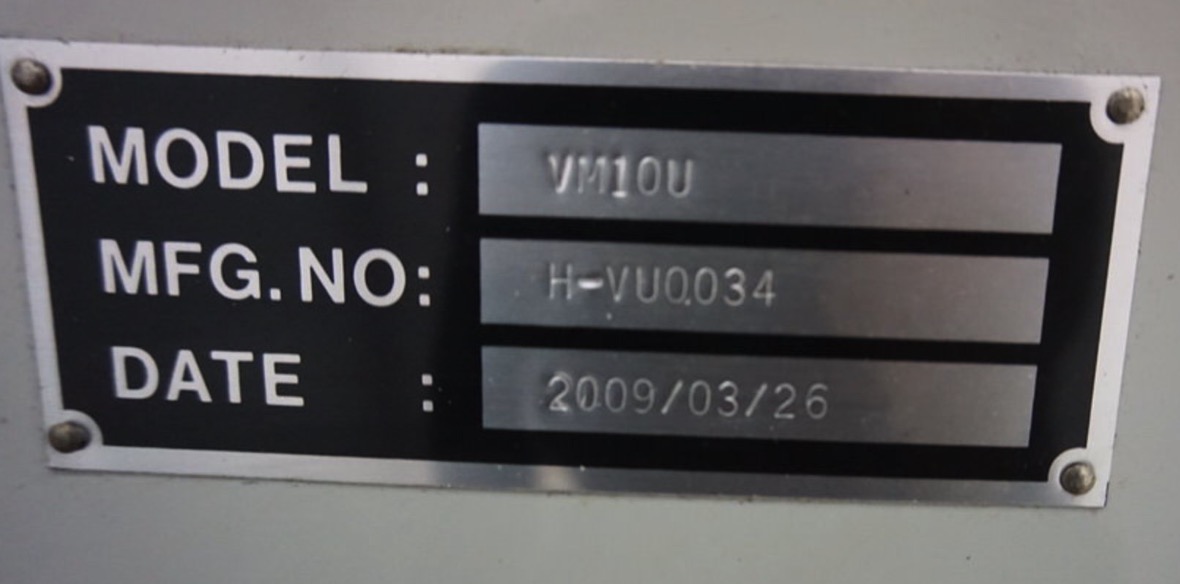 MODEL : VM10U
MFG.NO: H-VU0034
DATE : 2009/03/26